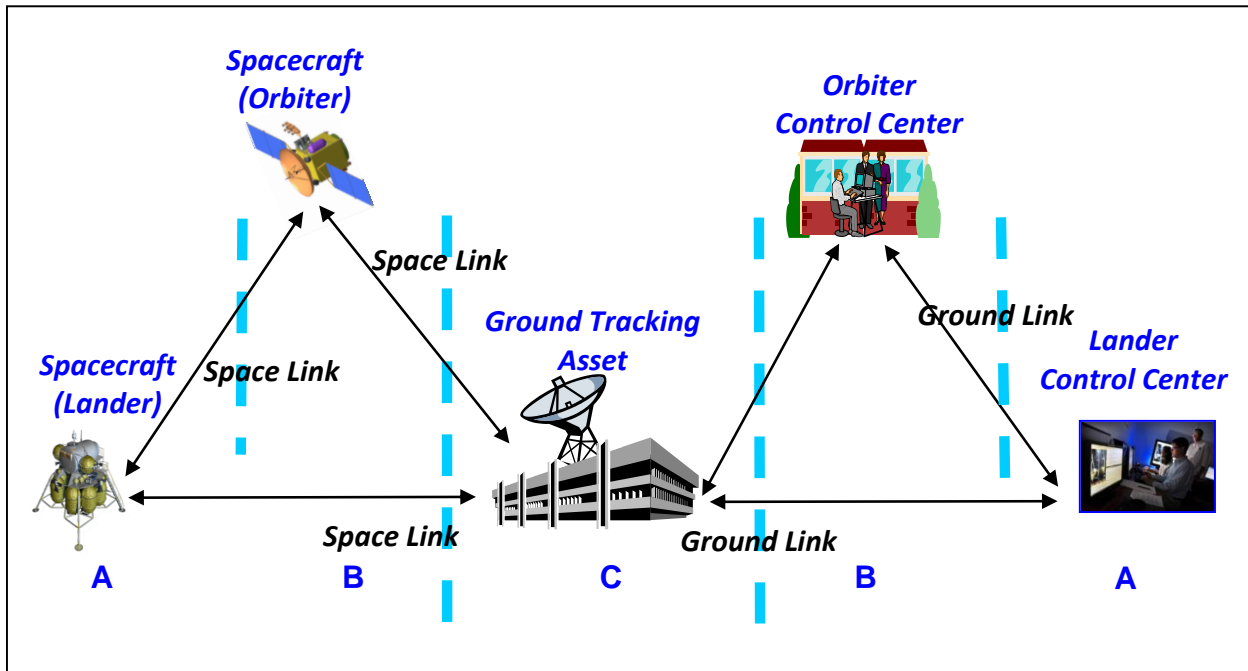 Spacecraft
(Orbiter)
Orbiter
Control Center
Space Link
Ground Tracking
Asset
Ground Link
Lander
Control Center
Spacecraft
(Lander)
Space Link
Space Link
Ground Link
A
B
C
B
A